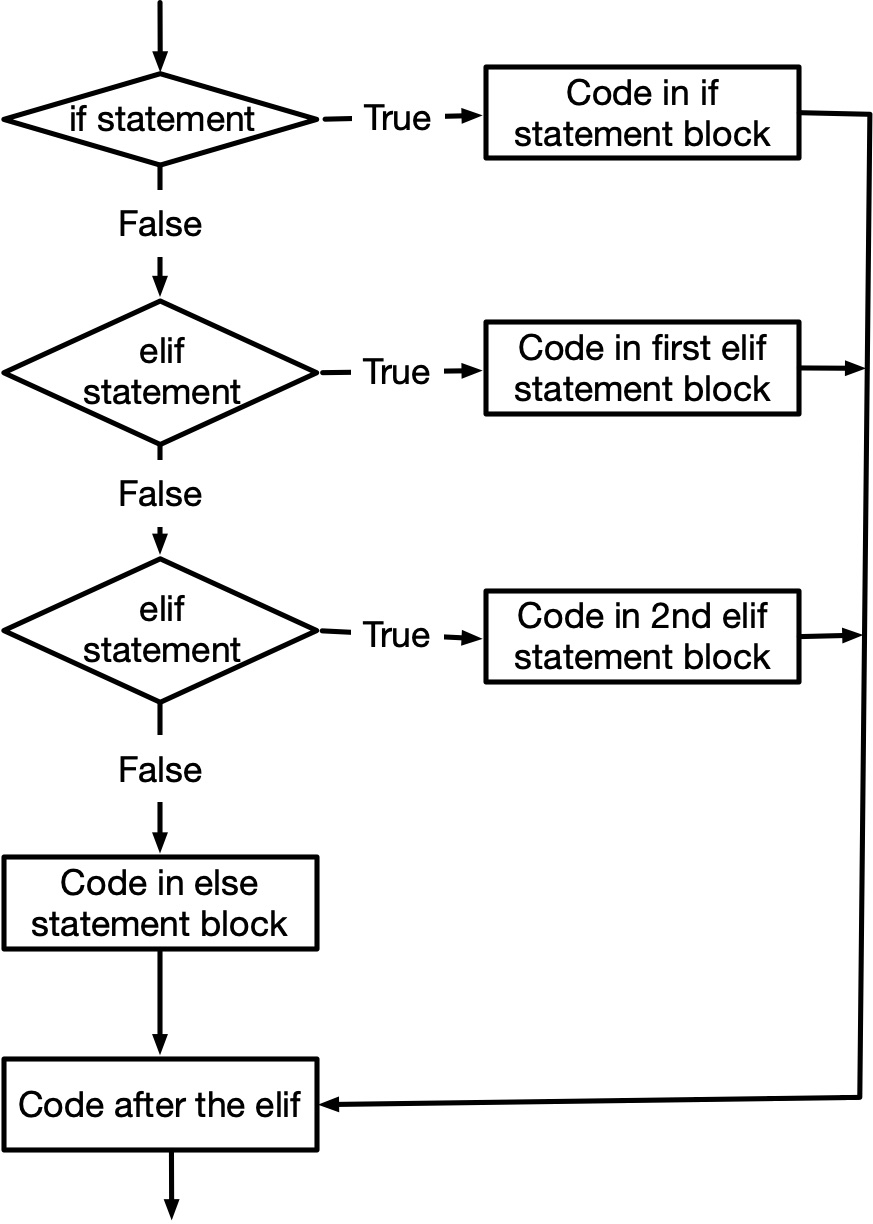 if statement
True
Code in if
statement block
False
elif
statement
True
Code in first elif
statement block
False
elif
statement
True
Code in 2nd elif
statement block
False
Code in else
statement block
Code after the elif